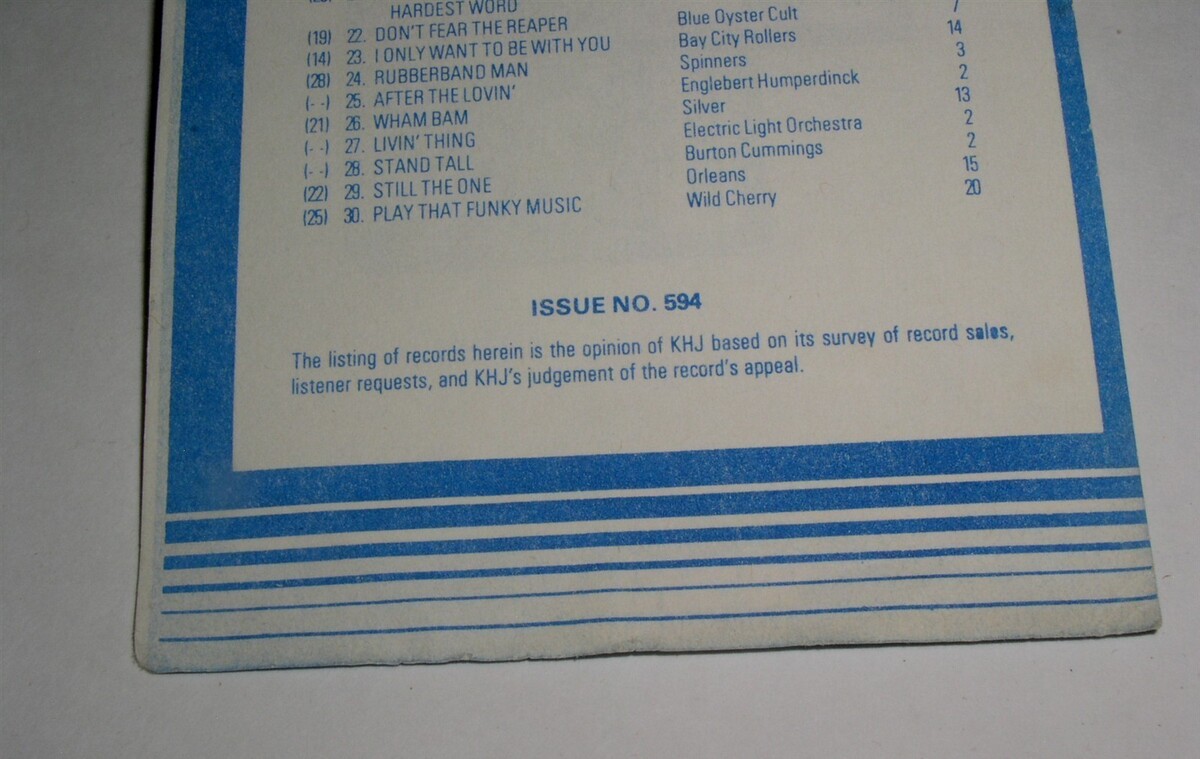 HARDEST WORD
(19) 22. DON'T FEAR THE REAPER Blue Oyster Cult 7
(14) 23. I ONLY WANT TO BE WITH YOU Bay City Rollers 14
(28) 24. RUBBERBAND MAN Spinners 3
(- -) 25. AFTER THE LOVIN' Englebert Humperdinck 2
(21) 26. WHAM BAM Silver 13
(- -) 27. LIVIN' THING Electric Light Orchestra 2
(- -) 28. STAND TALL Burton Cummings 2
(22) 29. STILL THE ONE Orleans 15
(25) 30. PLAY THAT FUNKY MUSIC Wild Cherry 20
ISSUE NO. 594
The listing of records herein is the opinion of KHJ based on its survey of record sales,
listener requests, and KHJ's judgement of the record's appeal.